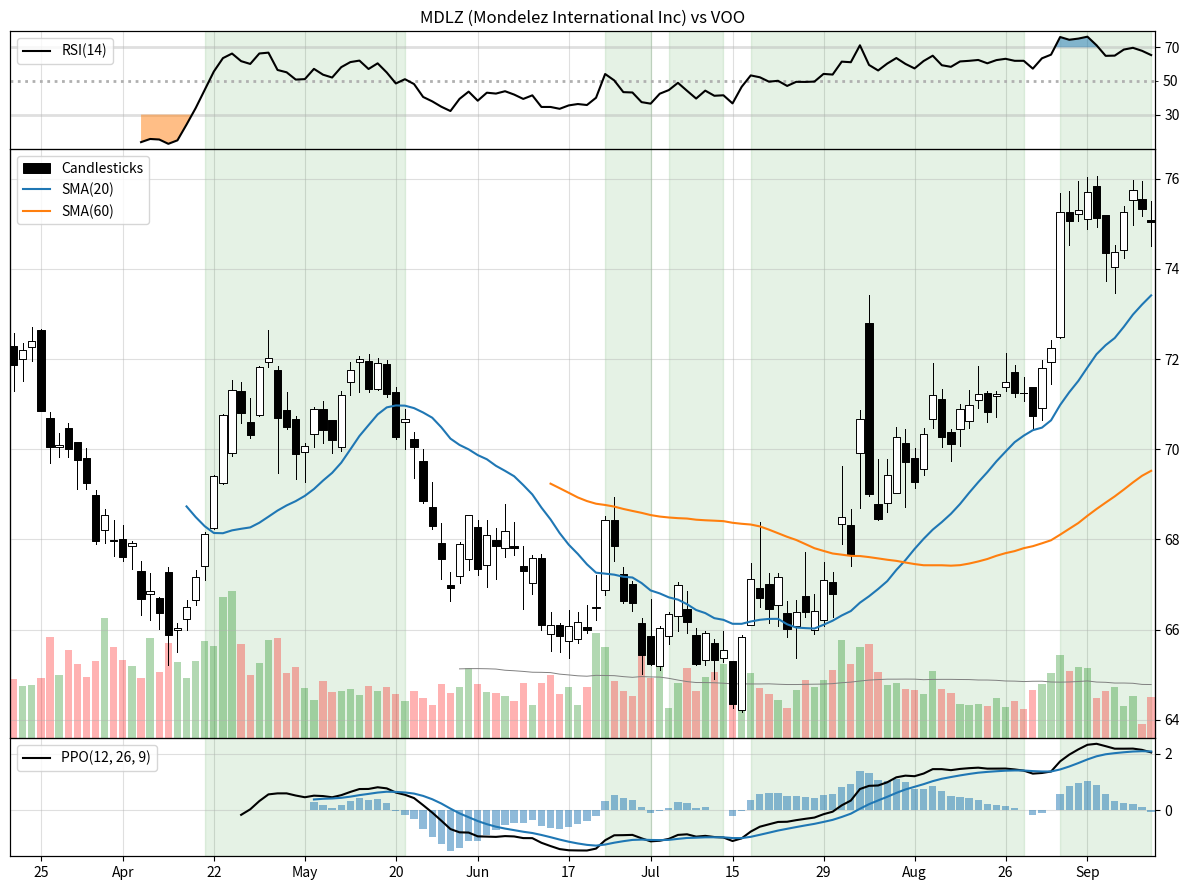 MDLZ (Mondelez International Inc) vs VOO
RSI(14)
70
50
30
Candlesticks
SMA(20)
SMA(60)
76
74
72
70
68
66
64
PPO(12, 26, 9)
2
0
25 Apr 22 May 20 Jun 17 Jul 15 29 Aug 26 Sep